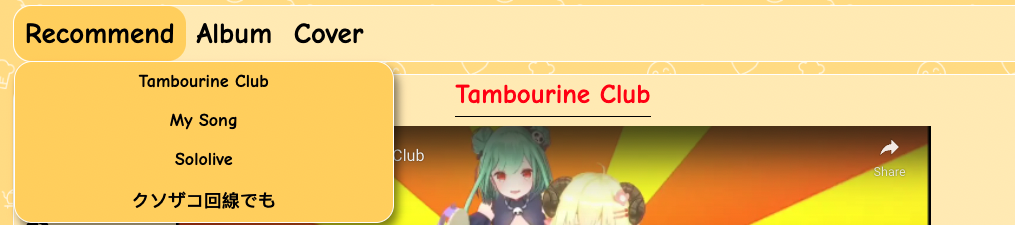 Recommend Album Cover
Tambourine Club
My Song
Sololive
クソザコ回線でも
Tambourine Club
Club
Share